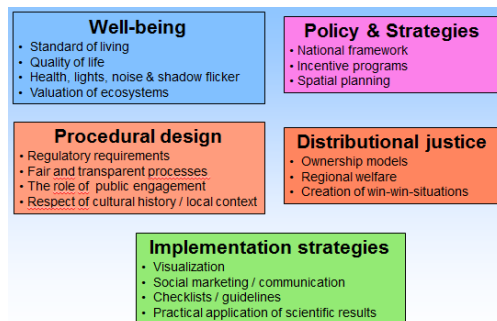 Well-being
• Standard of living
• Quality of life
• Health, lights, noise & shadow flicker
• Valuation of ecosystems
Policy & Strategies
• National framework
• Incentive programs
• Spatial planning
Procedural design
• Regulatory requirements
• Fair and transparent processes
• The role of public engagement
• Respect of cultural history / local context
Distributional justice
• Ownership models
• Regional welfare
• Creation of win-win-situations
Implementation strategies
• Visualization
• Social marketing / communication
• Checklists / guidelines
• Practical application of scientific results